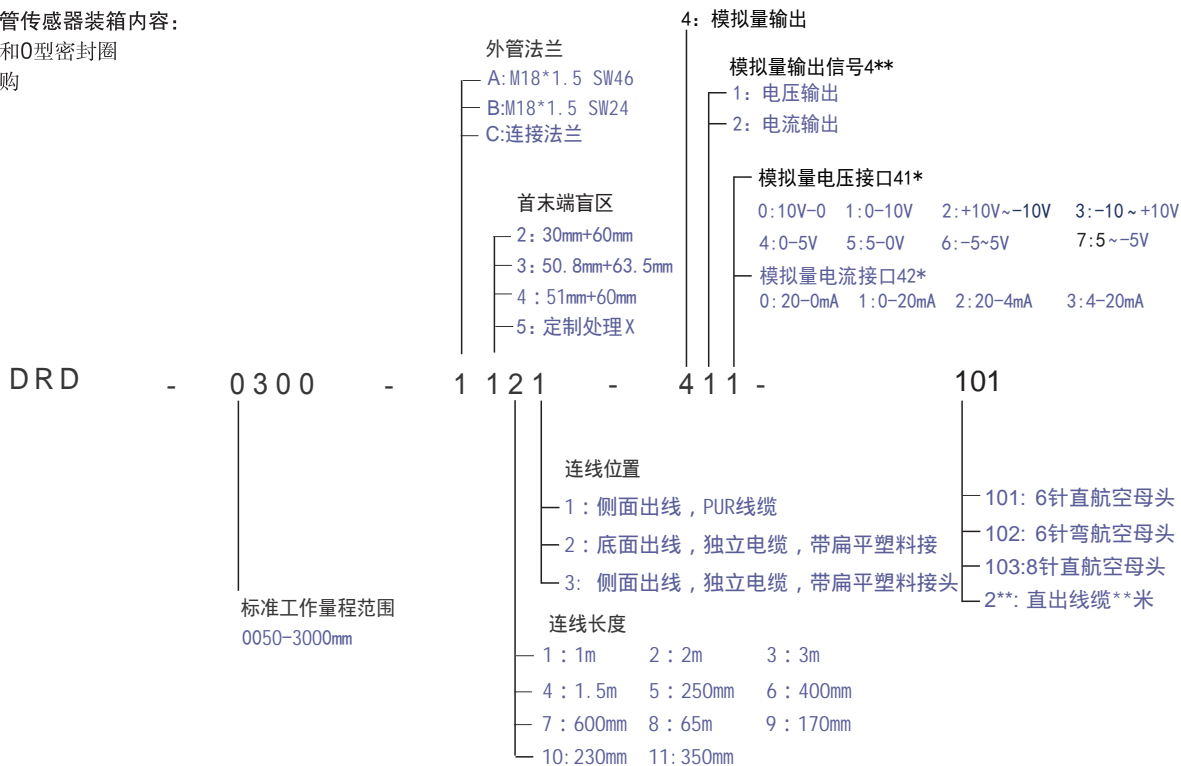 管传感器装箱内容：
和O型密封圈
购
4：模拟量输出
外管法兰
A:M18*1.5 SW46
B:M18*1.5 SW24
C:连接法兰
模拟量输出信号4**
1：电压输出
2：电流输出
首末端盲区
2：30mm+60mm
3：50.8mm+63.5mm
4：51mm+60mm
5：定制处理X
模拟量电压接口41*
0:10V-0 1:0-10V 2:+10V~-10V 3:-10~+10V
4:0-5V 5:5-0V 6:-5~5V 7:5~-5V
模拟量电流接口42*
0:20-0mA 1:0-20mA 2:20-4mA 3:4-20mA
DRD - 0300 - 1121 - 411- 101
标准工作量程范围
0050-3000mm
连线位置
1：侧面出线，PUR线缆
2：底面出线，独立电缆，带扁平塑料接
3: 侧面出线，独立电缆，带扁平塑料接头
连线长度
1：1m 2：2m 3：3m
4：1.5m 5：250mm 6：400mm
7：600mm 8：65m 9：170mm
10:230mm 11:350mm
101: 6针直航空母头
102: 6针弯航空母头
103:8针直航空母头
2**: 直出线缆**米